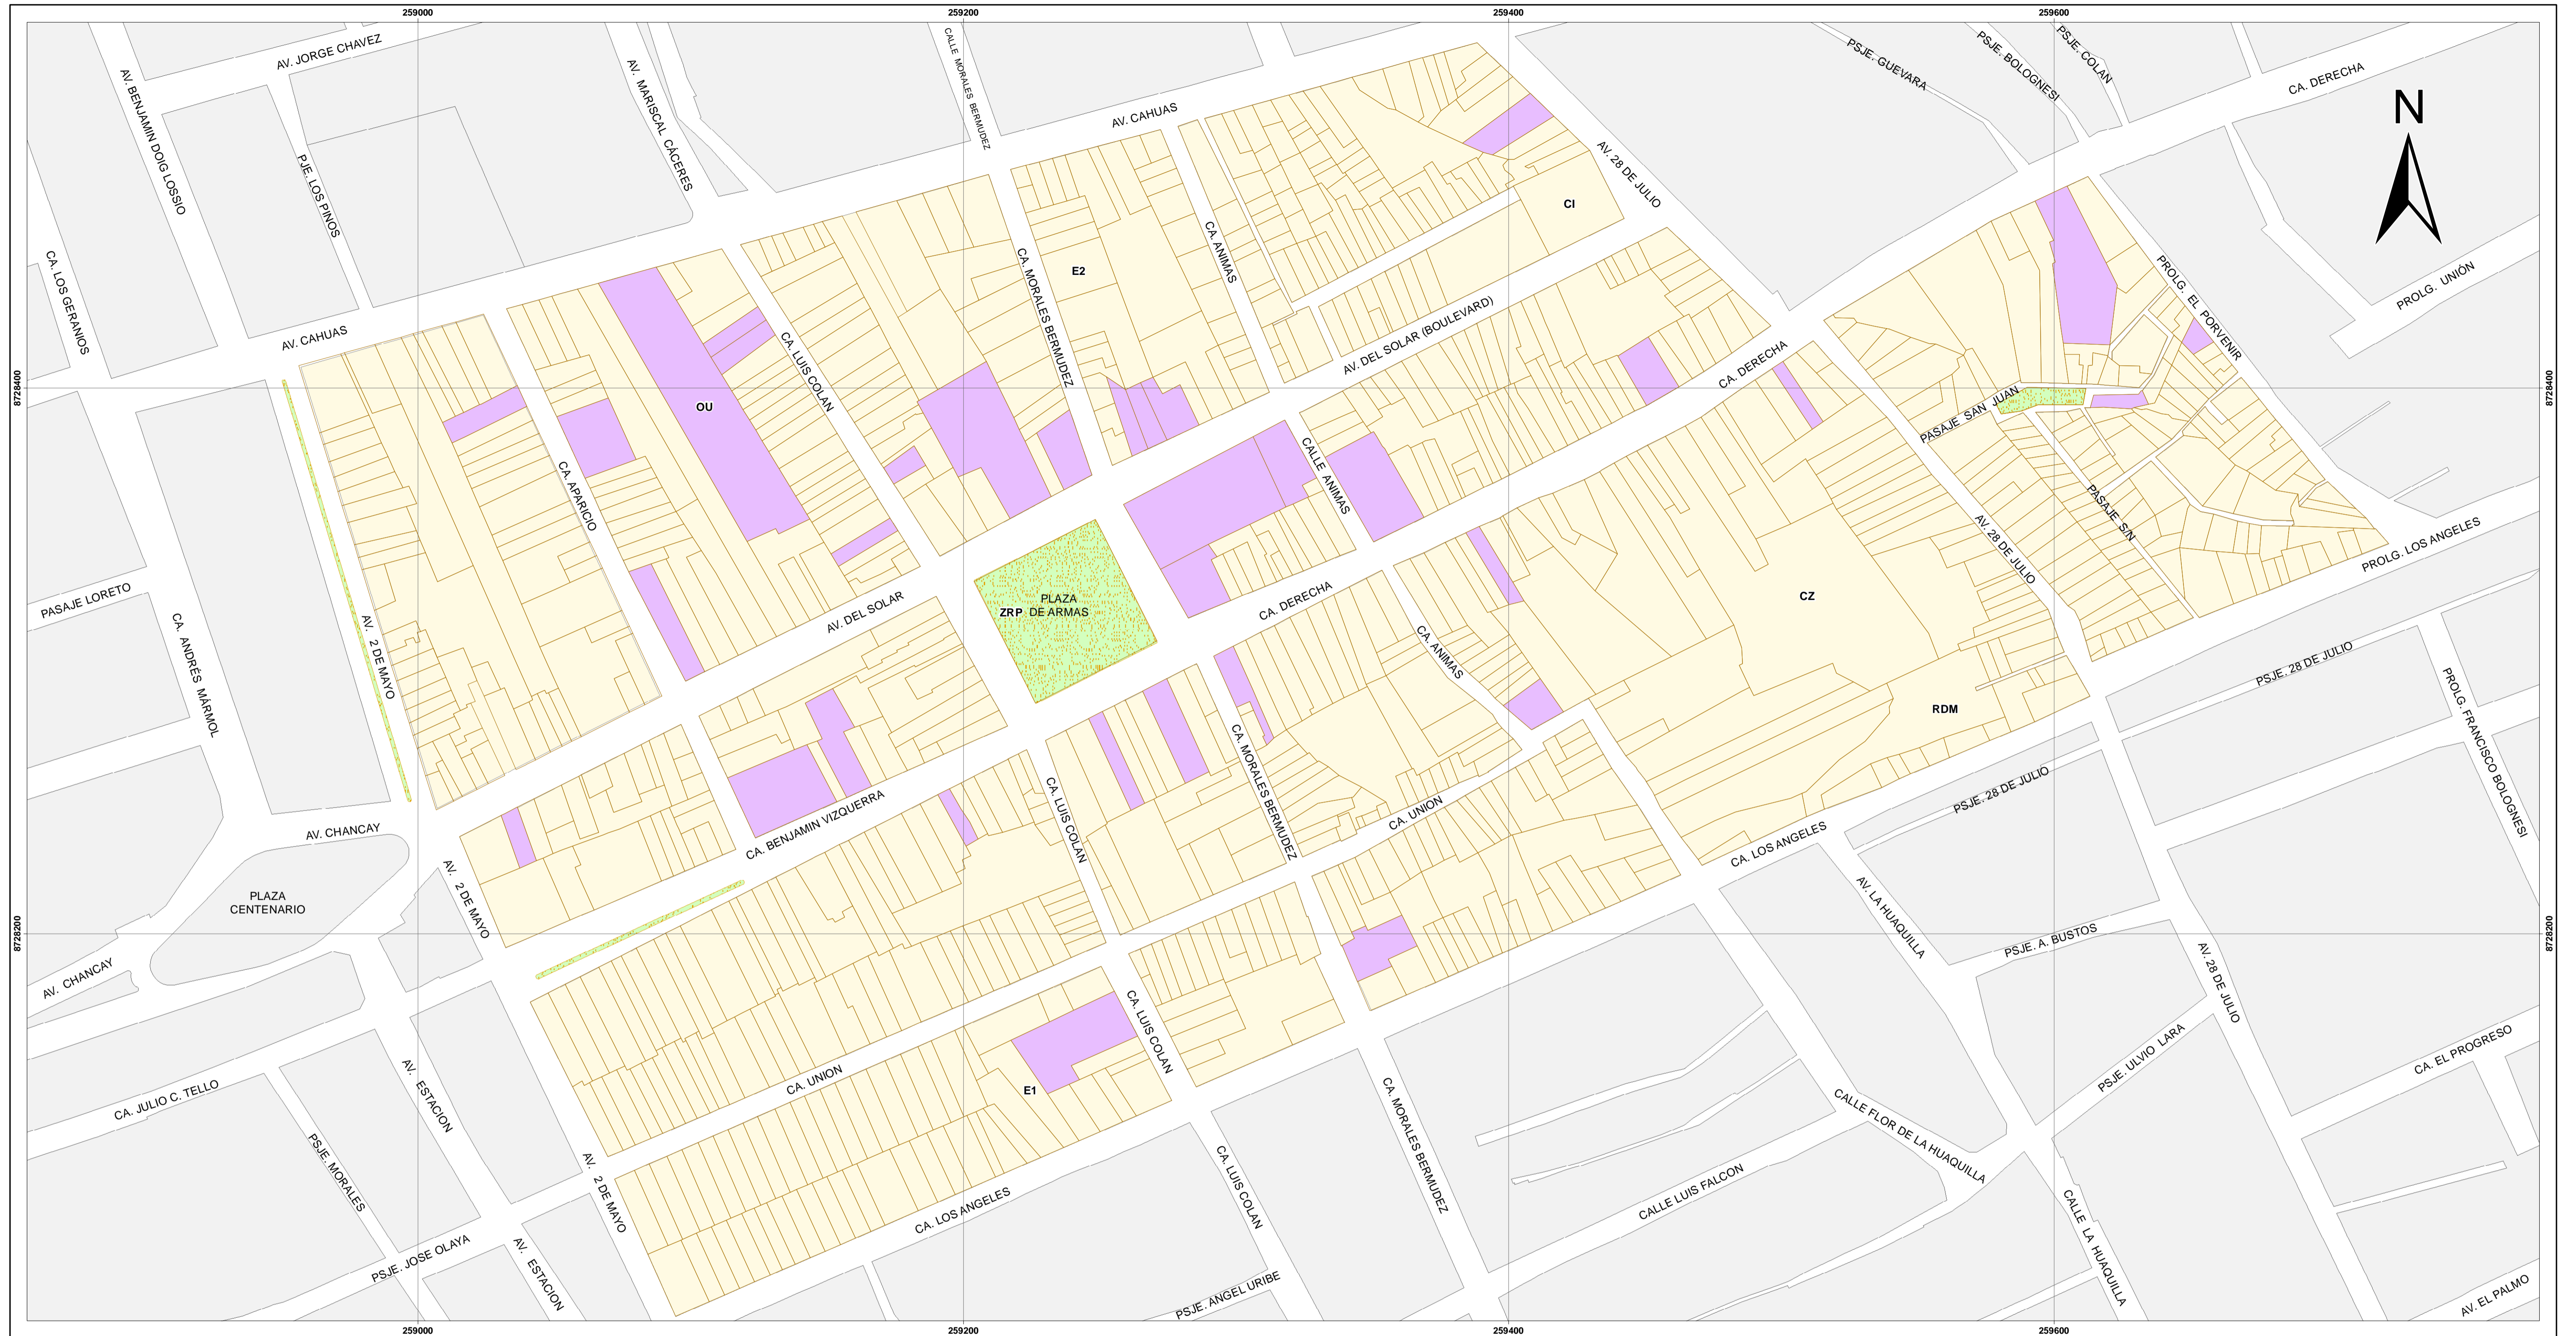 259000
259200
259400
259600
AV. JORGE CHAVEZ
AV. BENJAMIN DOIG LOSSIO
PJE. LOS PINOS
AV. MARISCAL CÁCERES
CALLE MORALES BERMUDEZ
AV. CAHUAS
PSJE. GUEVARA
PSJE. BOLOGNESI
PSJE. COLAN
CA. DERECHA
N
AV. 28 DE JULIO
CI
CA. LOS GERANIOS
CA. ANIMAS
CA. MORALES BERMUDEZ
E2
PROLG. EL PORVENIR
PROLG. UNIÓN
AV. CAHUAS
AV. DEL SOLAR (BOULEVARD)
CA. LUIS COLAN
OU
CA. DERECHA
8728400
8728400
PASAJE SAN JUAN
CA. APARICIO
CALLE ANIMAS
PASAJE S/N
AV. 28 DE JULIO
PROLG. LOS ANGELES
PASAJE LORETO
CA. ANDRÉS MÁRMOL
AV. 2 DE MAYO
AV. DEL SOLAR
PLAZA
ZRP DE ARMAS
CA. DERECHA
CZ
CA. ANIMAS
RDM
PSJE. 28 DE JULIO
PROLG. FRANCISCO BOLOGNESI
CA. MORALES BERMUDEZ
CA. LUIS COLAN
CA. BENJAMIN VIZQUERRA
CA. UNION
PSJE. 28 DE JULIO
CA. LOS ANGELES
AV. CHANCAY
PLAZA
CENTENARIO
AV. 2 DE MAYO
AV. LA HUAQUILLA
PSJE. A. BUSTOS
8728200
8728200
AV. CHANCAY
AV. 28 DE JULIO
CA. LUIS COLAN
CA. UNION
E1
CA. JULIO C. TELLO
AV. ESTACION
PSJE. MORALES
CA. MORALES BERMUDEZ
CALLE FLOR DE LA HUAQUILLA
PSJE. ULVIO LARA
CA. EL PROGRESO
AV. 2 DE MAYO
CA. LOS ANGELES
CA. LUIS COLAN
CALLE LUIS FALCON
CALLE LA HUAQUILLA
PSJE. JOSE OLAYA
AV. ESTACION
PSJE. ANGEL URIBE
AV. EL PALMO
259000
259200
259400
259600